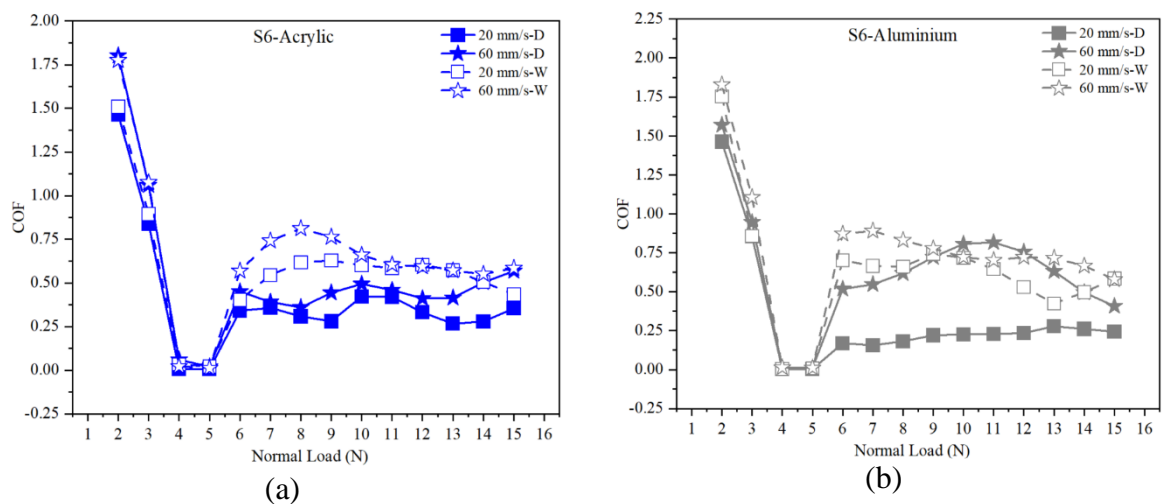 S6-Acrylic
20 mm/s-D
60 mm/s-D
20 mm/s-W
60 mm/s-W
2.00
1.75
1.50
1.25
1.00
0.75
0.50
0.25
0.00
-0.25
COF
1 2 3 4 5 6 7 8 9 10 11 12 13 14 15 16
Normal Load (N)
(a)
S6-Aluminium
20 mm/s-D
60 mm/s-D
20 mm/s-W
60 mm/s-W
2.25
2.00
1.75
1.50
1.25
1.00
0.75
0.50
0.25
0.00
-0.25
COF
1 2 3 4 5 6 7 8 9 10 11 12 13 14 15 16
Normal Load (N)
(b)